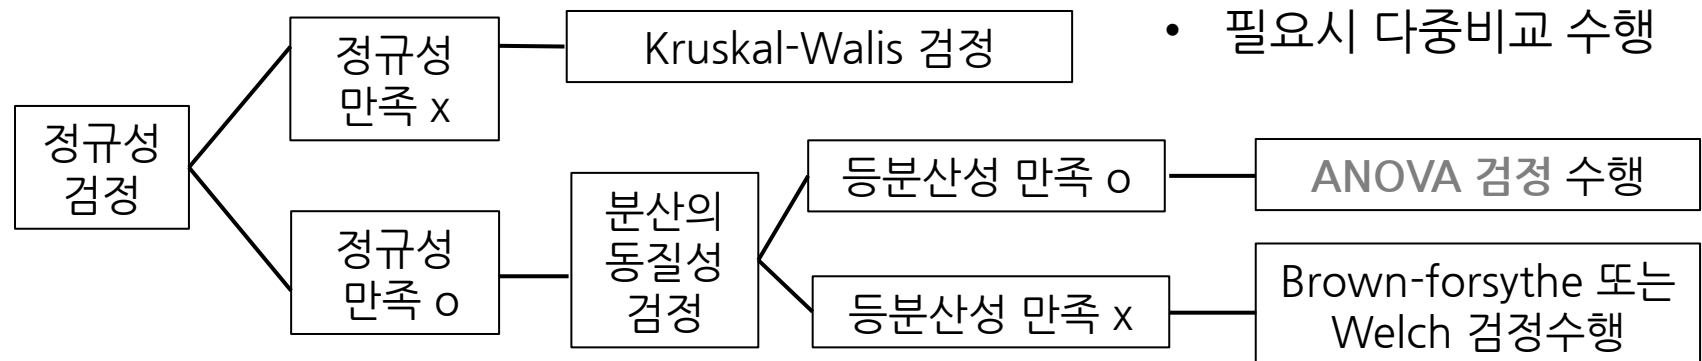 정규성
검정
정규성
만족 x
Kruskal-Walis 검정
• 필요시 다중비교 수행
정규성
만족 o
분산의
동질성
검정
등분산성 만족 o
ANOVA 검정 수행
등분산성 만족 x
Brown-forsythe 또는
Welch 검정수행